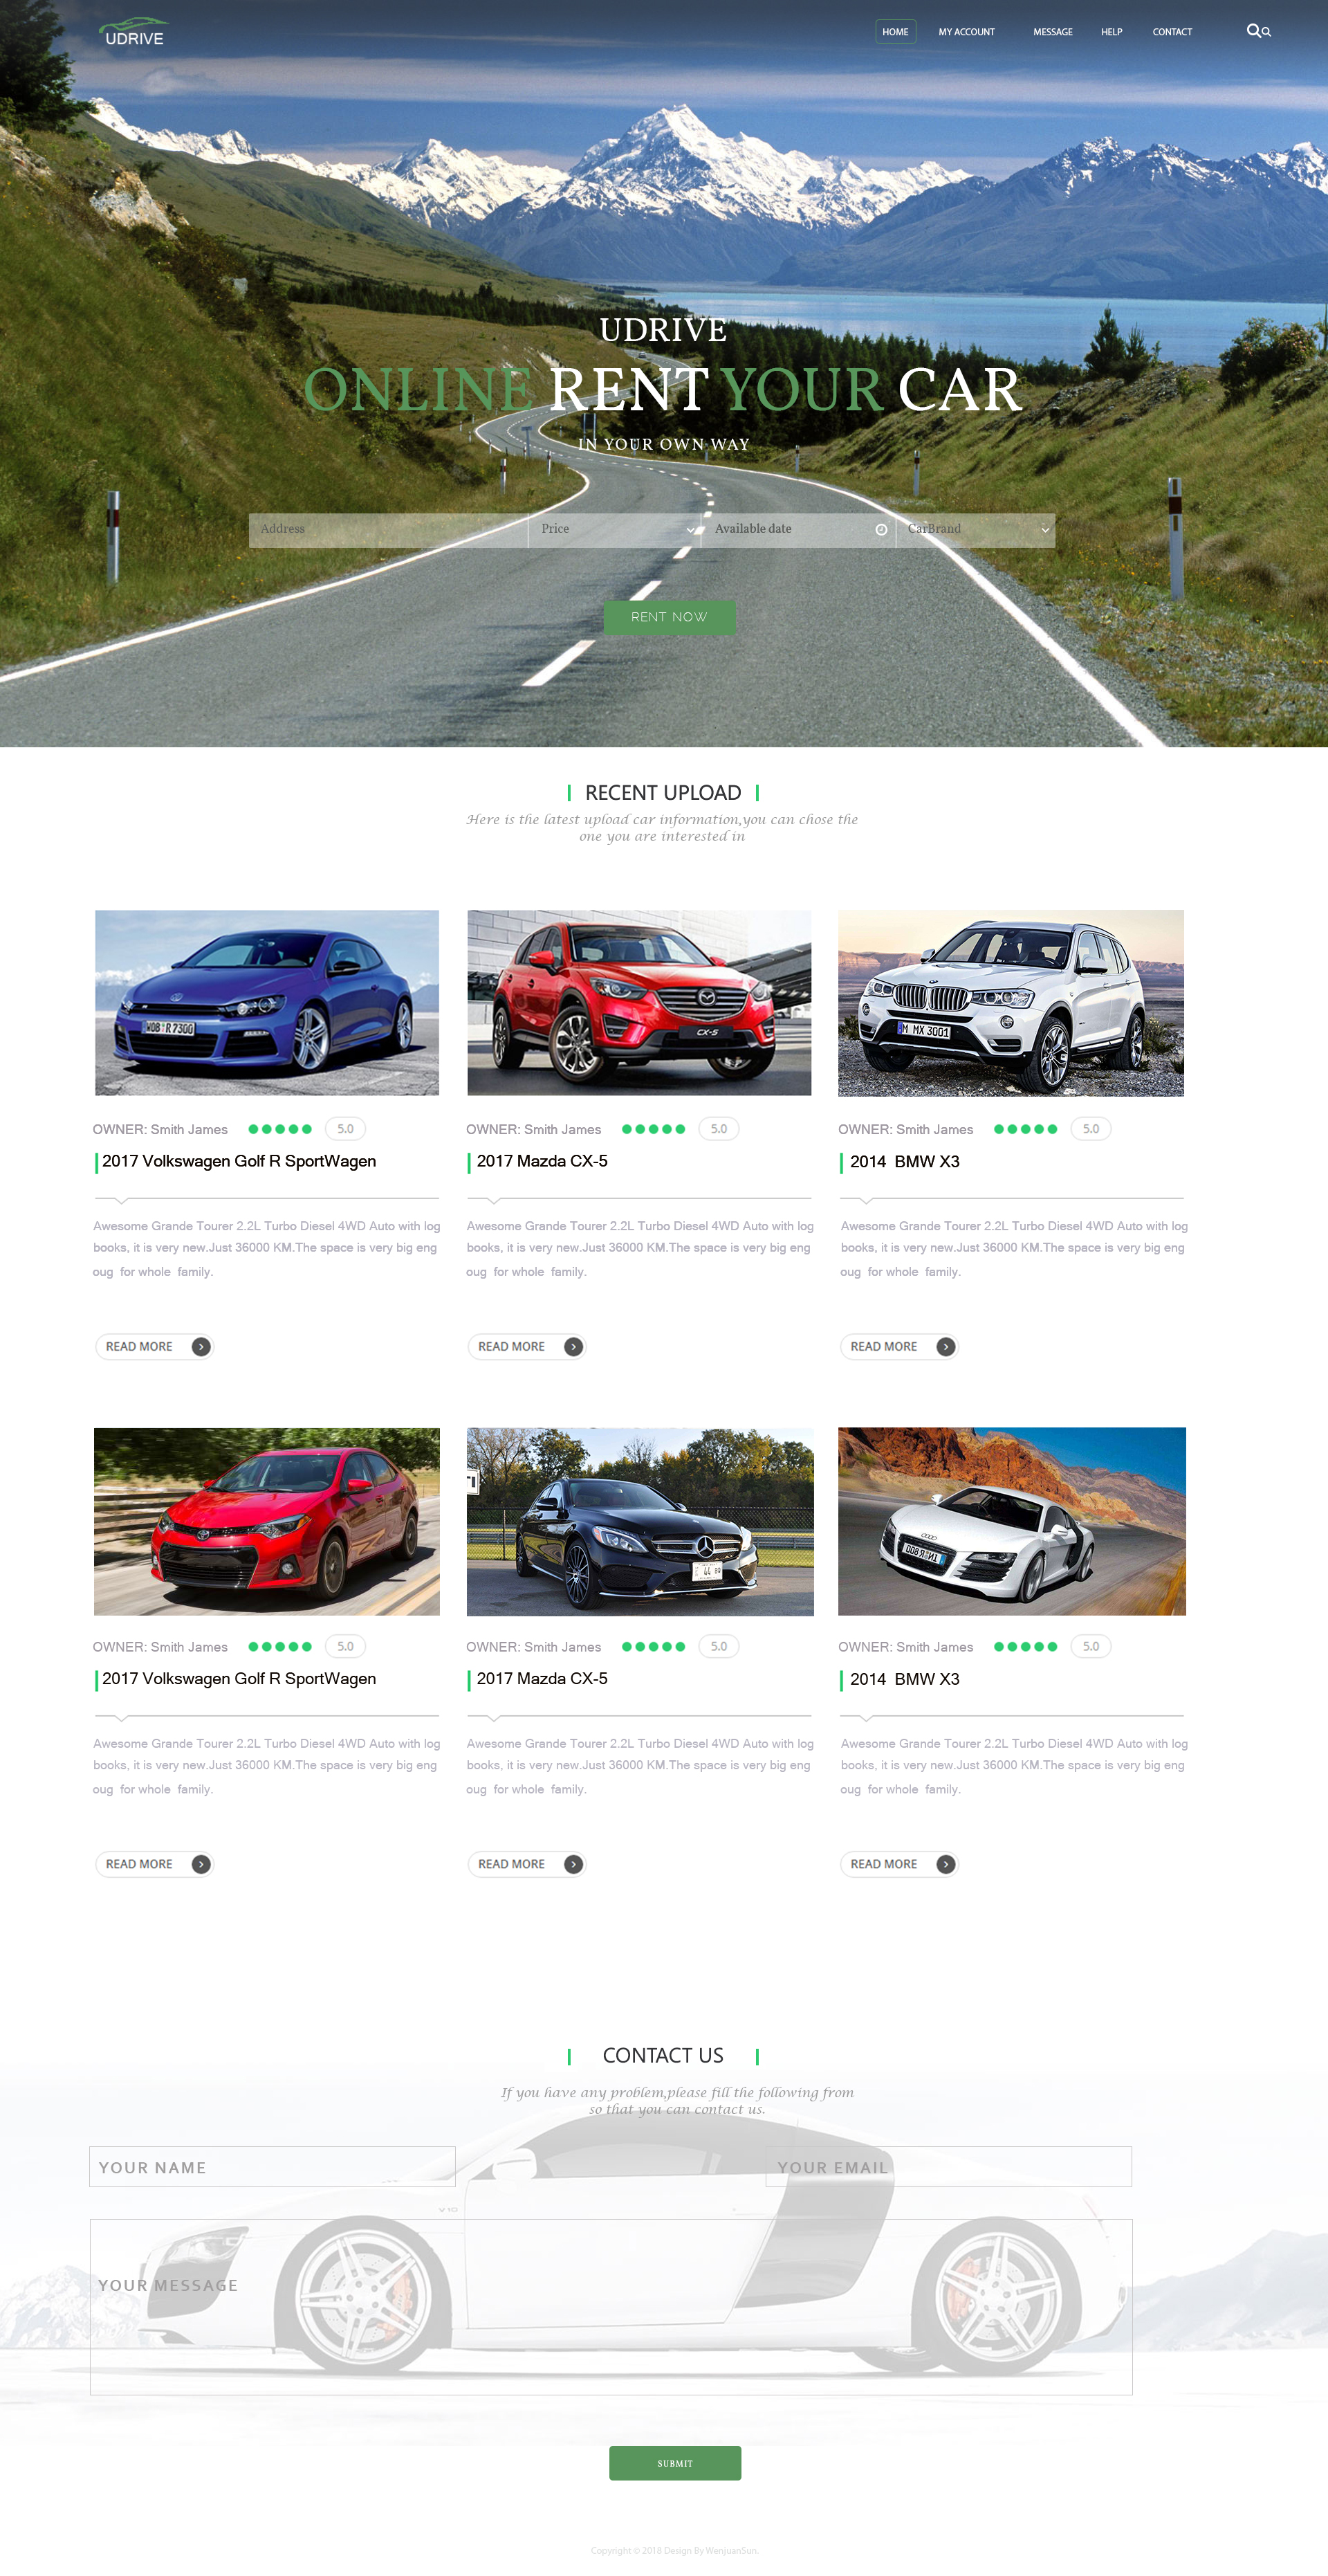 UDRIVE
HOME MY ACCOUNT MESSAGE HELP CONTACT
UDRIVE
ONLINE RENT YOUR CAR
IN YOUR OWN WAY
Address Price Available date CarBrand
RENT NOW
RECENT UPLOAD
Here is the latest upload car information,you can chose the
one you are interested in
WOB R 7300
CX-5
M MX 3001
OWNER: Smith James 5.0
2017 Volkswagen Golf R SportWagen
Awesome Grande Tourer 2.2L Turbo Diesel 4WD Auto with log
books, it is very new.Just 36000 KM.The space is very big eng
oug for whole family.
READ MORE
OWNER: Smith James 5.0
2017 Mazda CX-5
Awesome Grande Tourer 2.2L Turbo Diesel 4WD Auto with log
books, it is very new.Just 36000 KM.The space is very big eng
oug for whole family.
READ MORE
OWNER: Smith James 5.0
2014 BMW X3
Awesome Grande Tourer 2.2L Turbo Diesel 4WD Auto with log
books, it is very new.Just 36000 KM.The space is very big eng
oug for whole family.
READ MORE
OWNER: Smith James 5.0
2017 Volkswagen Golf R SportWagen
Awesome Grande Tourer 2.2L Turbo Diesel 4WD Auto with log
books, it is very new.Just 36000 KM.The space is very big eng
oug for whole family.
READ MORE
OWNER: Smith James 5.0
2017 Mazda CX-5
Awesome Grande Tourer 2.2L Turbo Diesel 4WD Auto with log
books, it is very new.Just 36000 KM.The space is very big eng
oug for whole family.
READ MORE
OWNER: Smith James 5.0
2014 BMW X3
Awesome Grande Tourer 2.2L Turbo Diesel 4WD Auto with log
books, it is very new.Just 36000 KM.The space is very big eng
oug for whole family.
READ MORE
CONTACT US
If you have any problem,please fill the following from
so that you can contact us.
YOUR NAME
YOUR EMAIL
V10
YOUR MESSAGE
SUBMIT
Copyright © 2018 Design By WenjuanSun.